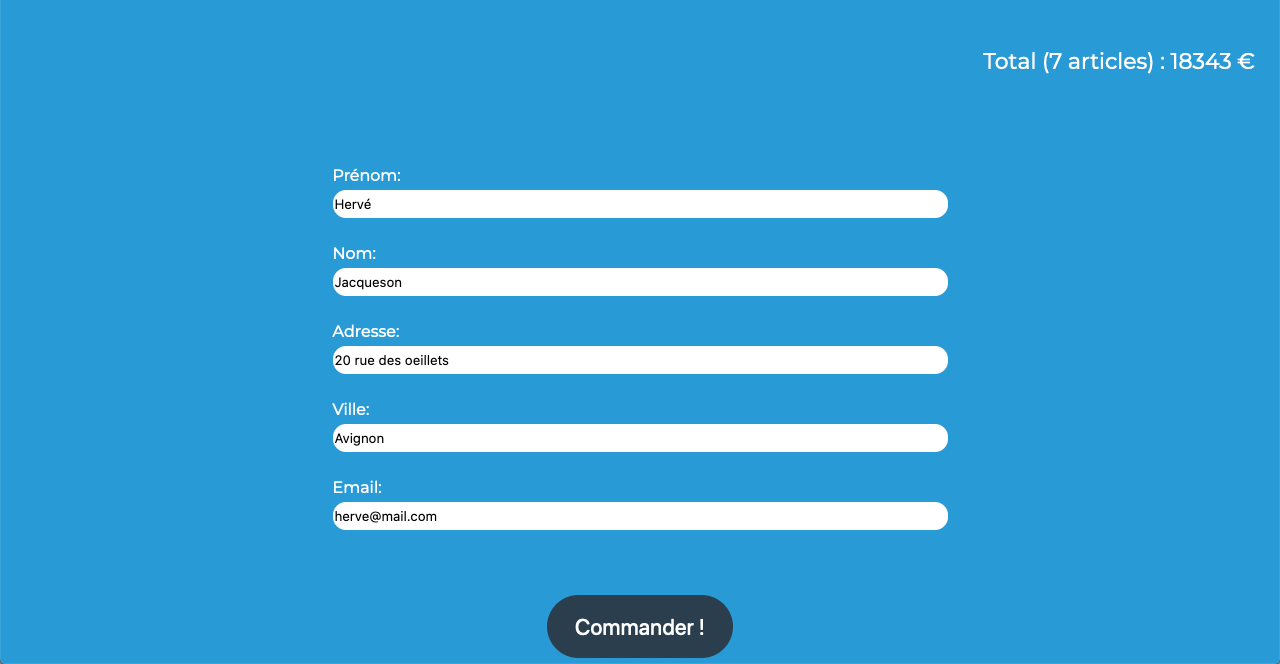 Total (7 articles) : 18343 €
Prénom:
Hervé
Nom:
Jacqueson
Adresse:
20 rue des oeillets
Ville:
Avignon
Email:
herve@mail.com
Commander !